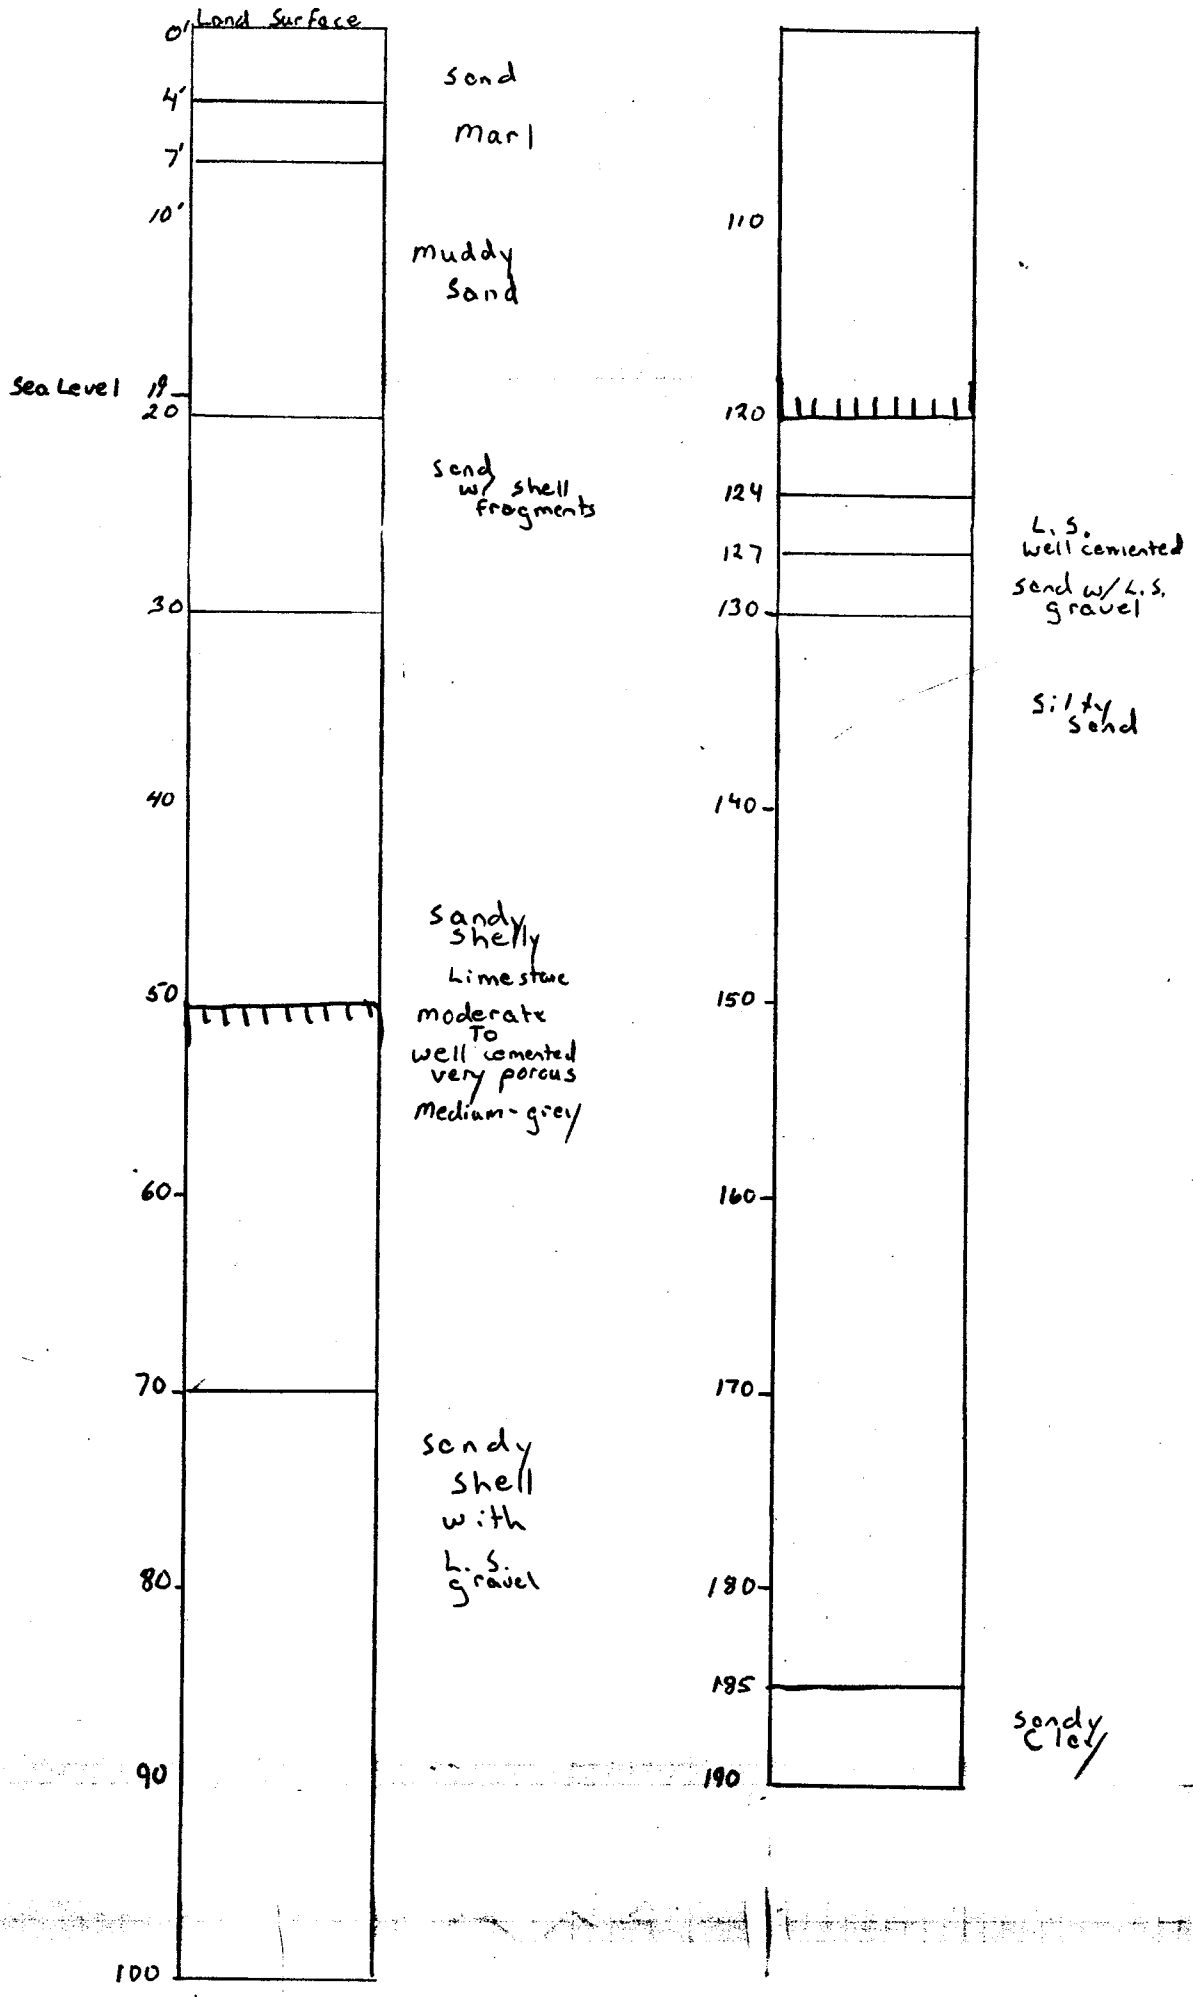 Land Surface
0'
sand
4'
Marl
7'
10'
muddy
sand
Sea Level 19
20
sand
w/ shell
fragments
30
40
sandy
shelly
Limestone
50
moderate
To
well cemented
very porous
Medium-grey
60
70
sandy
shell
with
L. S.
gravel
80
90
100
110
120
124
L. S.
well cemented
127
sand w/ L.S.
gravel
130
silty
sand
140
150
160
170
180
185
sandy
Clay
190